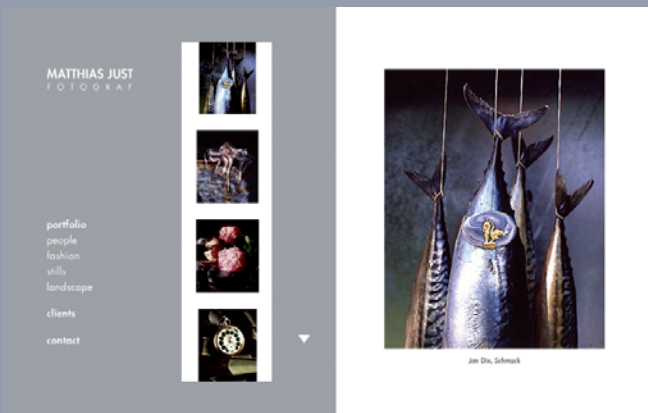 MATTHIAS JUST
FOTOGRAF
portfolio
people
fashion
stills
landscape
clients
contact
Jan Dix, Schmuck